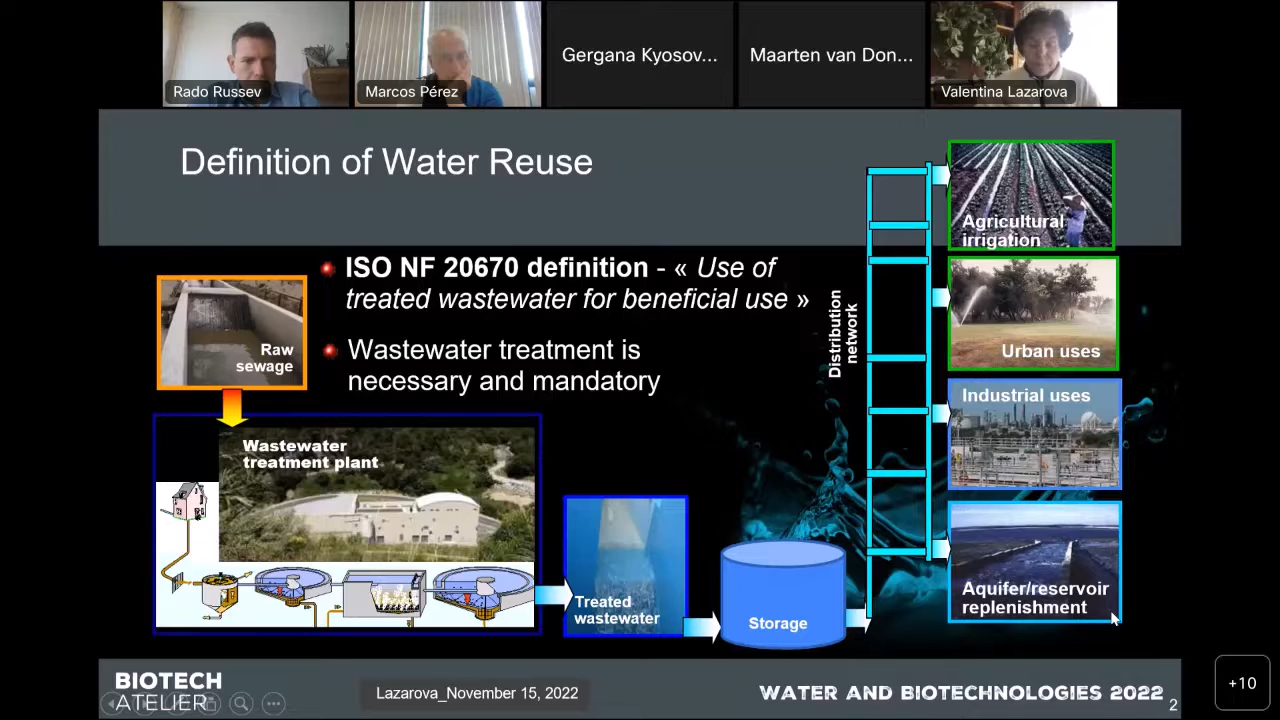 Rado Russev
Marcos Pérez
Gergana Kyosov...
Maarten van Don...
Valentina Lazarova
Definition of Water Reuse
ISO NF 20670 definition - « Use of
treated wastewater for beneficial use »
Wastewater treatment is
necessary and mandatory
Raw
sewage
Wastewater
treatment plant
Treated
wastewater
Storage
Distribution
network
Agricultural
irrigation
Urban uses
Industrial uses
Aquifer/reservoir
replenishment
BIOTECH
ATELIER
Lazarova_November 15, 2022
WATER AND BIOTECHNOLOGIES 2022
2
+10